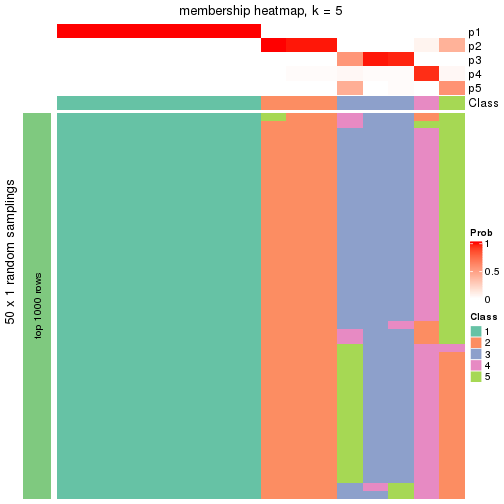 membership heatmap, k = 5
p1
p2
p3
p4
p5
Class
50 x 1 random samplings
top 1000 rows
Prob
1
0.5
0
Class
1
2
3
4
5